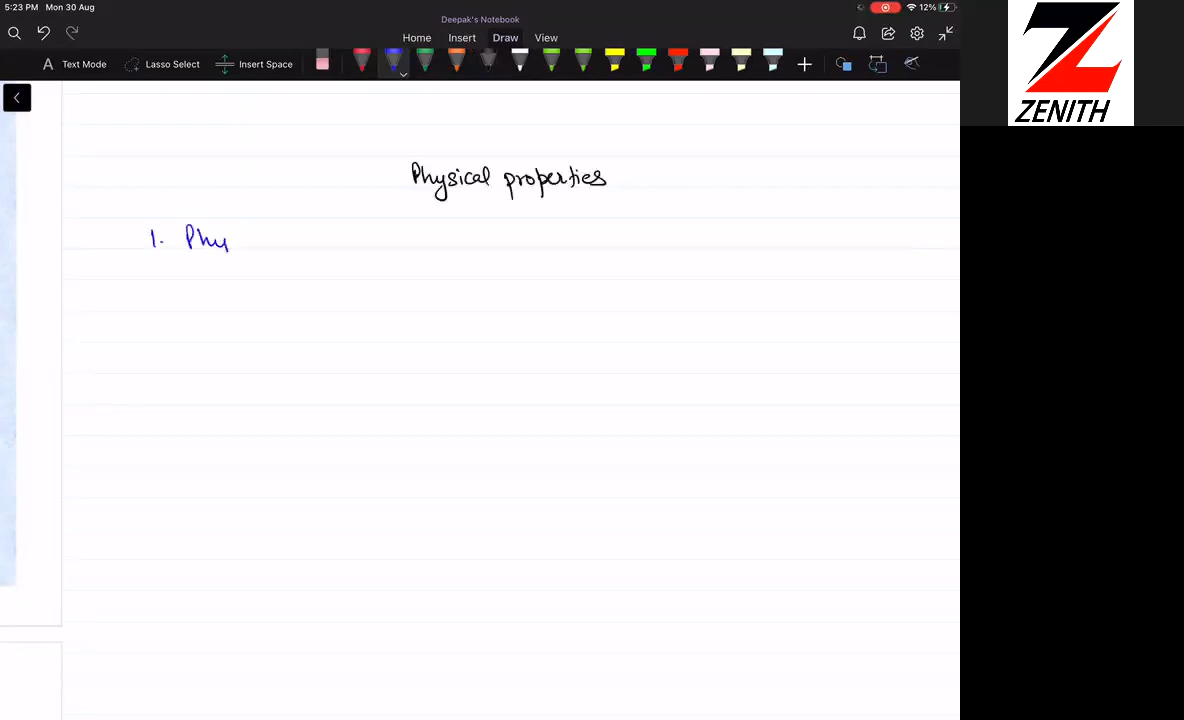 5:23 PM Mon 30 Aug
12%
Deepak's Notebook
Home Insert Draw View
A Text Mode Lasso Select Insert Space
ZENITH
Physical properties
1. Phy